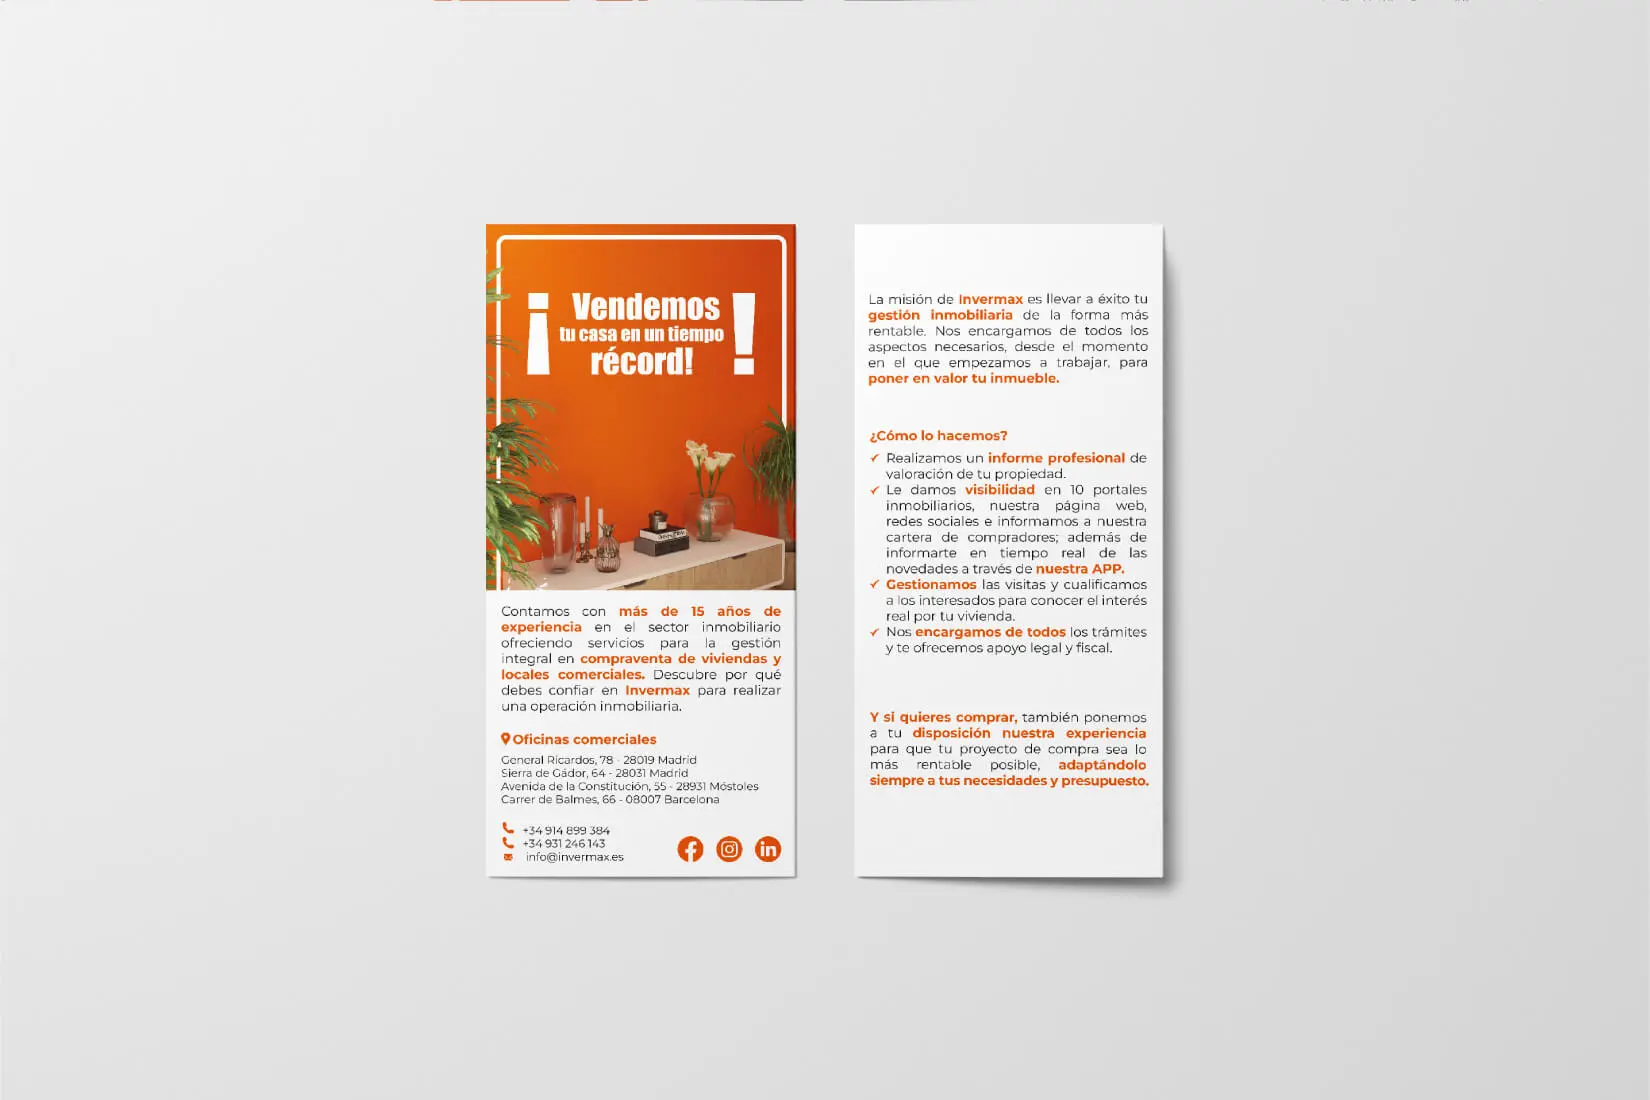 ¡ Vendemos !
tu casa en un tiempo
récord!
Contamos con más de 15 años de
experiencia en el sector inmobiliario
ofreciendo servicios para la gestión
integral en compraventa de viviendas y
locales comerciales. Descubre por qué
debes confiar en Invermax para realizar
una operación inmobiliaria.
Oficinas comerciales
General Ricardos, 78 - 28019 Madrid
Sierra de Gádor, 64 - 28031 Madrid
Avenida de la Constitución, 55 - 28931 Móstoles
Carrer de Balmes, 66 - 08007 Barcelona
+34 914 899 384
+34 931 246 143
info@invermax.es
La misión de Invermax es llevar a éxito tu
gestión inmobiliaria de la forma más
rentable. Nos encargamos de todos los
aspectos necesarios, desde el momento
en el que empezamos a trabajar, para
poner en valor tu inmueble.
¿Cómo lo hacemos?
Realizamos un informe profesional de
valoración de tu propiedad.
Le damos visibilidad en 10 portales
inmobiliarios, nuestra página web,
redes sociales e informamos a nuestra
cartera de compradores; además de
informarte en tiempo real de las
novedades a través de nuestra APP.
Gestionamos las visitas y cualificamos
a los interesados para conocer el interés
real por tu vivienda.
Nos encargamos de todos los trámites
y te ofrecemos apoyo legal y fiscal.
Y si quieres comprar, también ponemos
a tu disposición nuestra experiencia
para que tu proyecto de compra sea lo
más rentable posible, adaptándolo
siempre a tus necesidades y presupuesto.